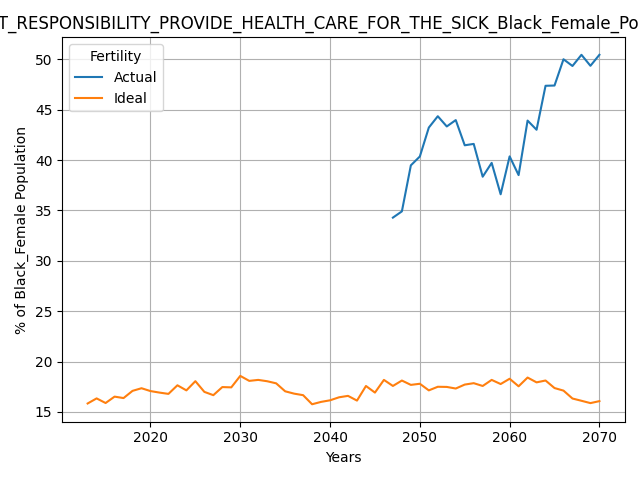 T_RESPONSIBILITY_PROVIDE_HEALTH_CARE_FOR_THE_SICK_Black_Female_Po
Fertility
Actual
Ideal
% of Black_Female Population
50
45
40
35
30
25
20
15
2020
2030
2040
2050
2060
2070
Years